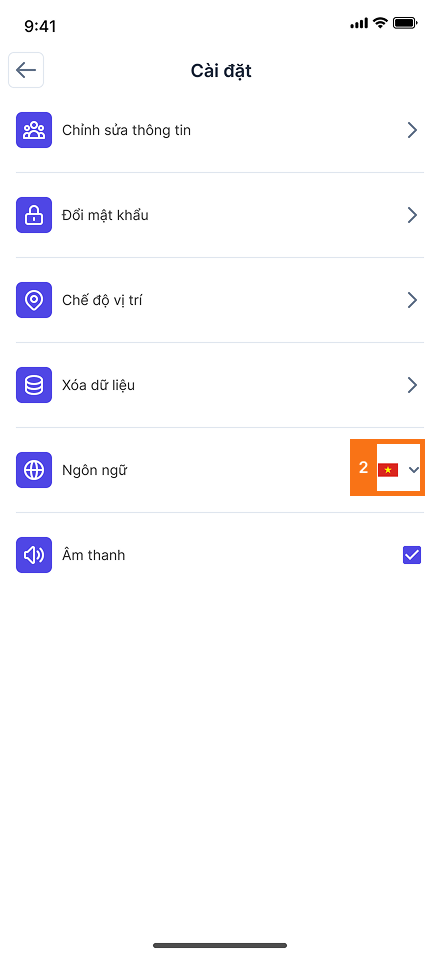 9:41
Cài đặt
Chỉnh sửa thông tin
Đổi mật khẩu
Chế độ vị trí
Xóa dữ liệu
Ngôn ngữ 2
Âm thanh